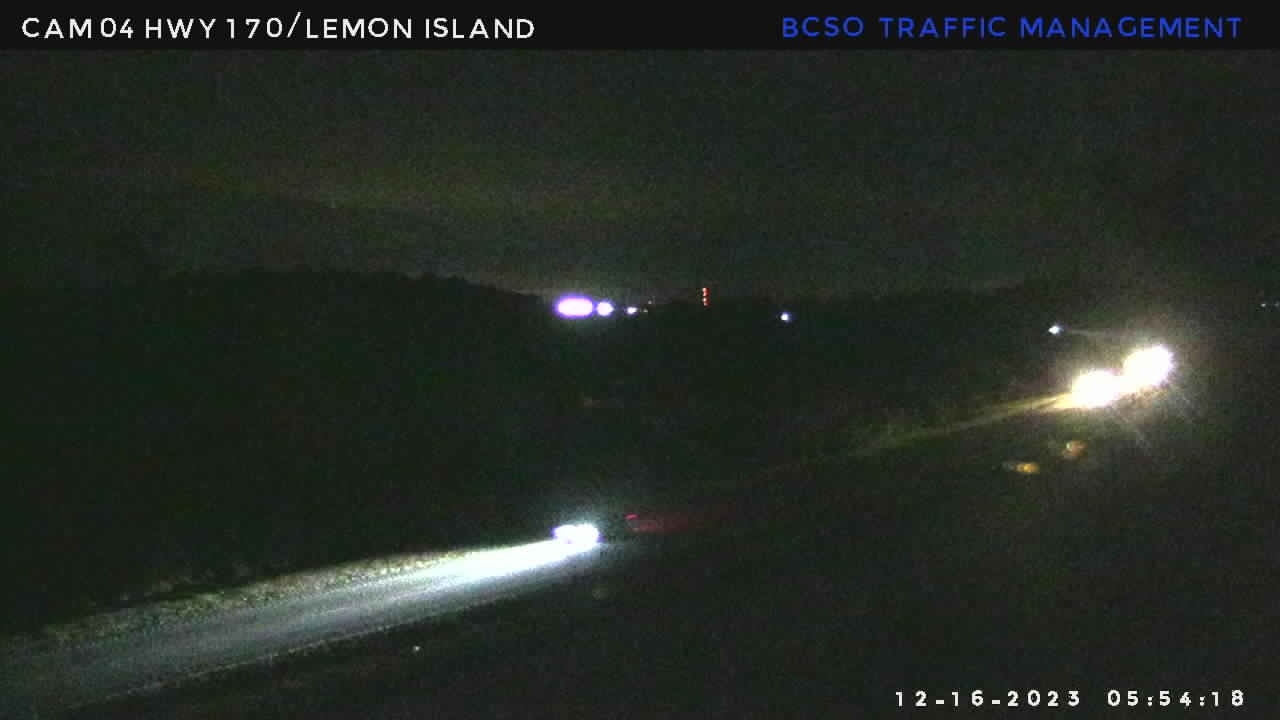 CAM04 HWY 170/LEMON ISLAND
BCSO TRAFFIC MANAGEMENT
12-16-2023 05:54:18